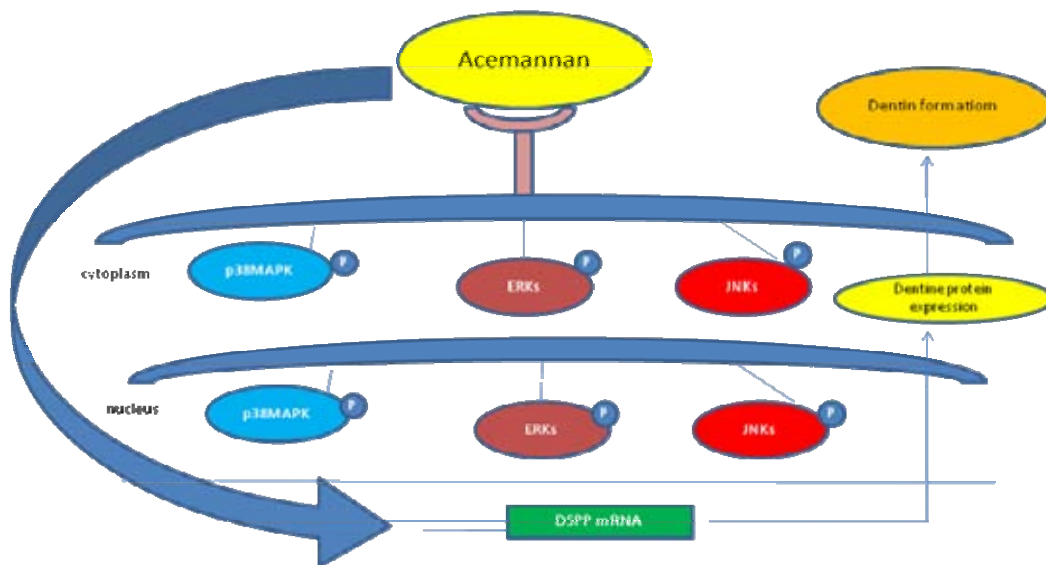 Acemannan
Dentin formatiom
cytoplasm
p38MAPK
P
ERKs
P
JNKs
P
Dentine protein
expression
nucleus
p38MAPK
P
ERKs
P
JNKs
P
DSPP mRNA